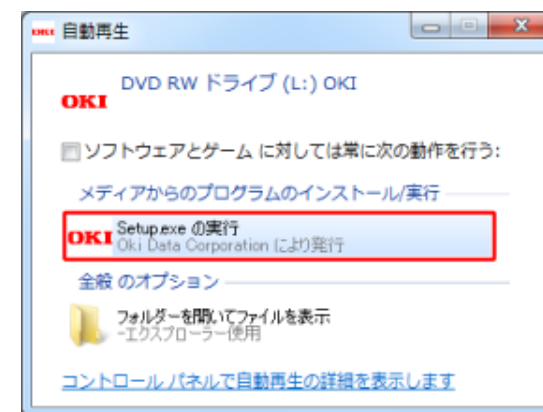 OKI 自動再生
DVD RW ドライブ (L:) OKI
OKI
ソフトウェアとゲーム に対しては常に次の動作を行う:
メディアからのプログラムのインストール/実行
OKI Setup.exe の実行
Oki Data Corporation により発行
全般 のオプション
フォルダーを開いてファイルを表示
-エクスプローラー使用
コントロール パネルで自動再生の詳細を表示します